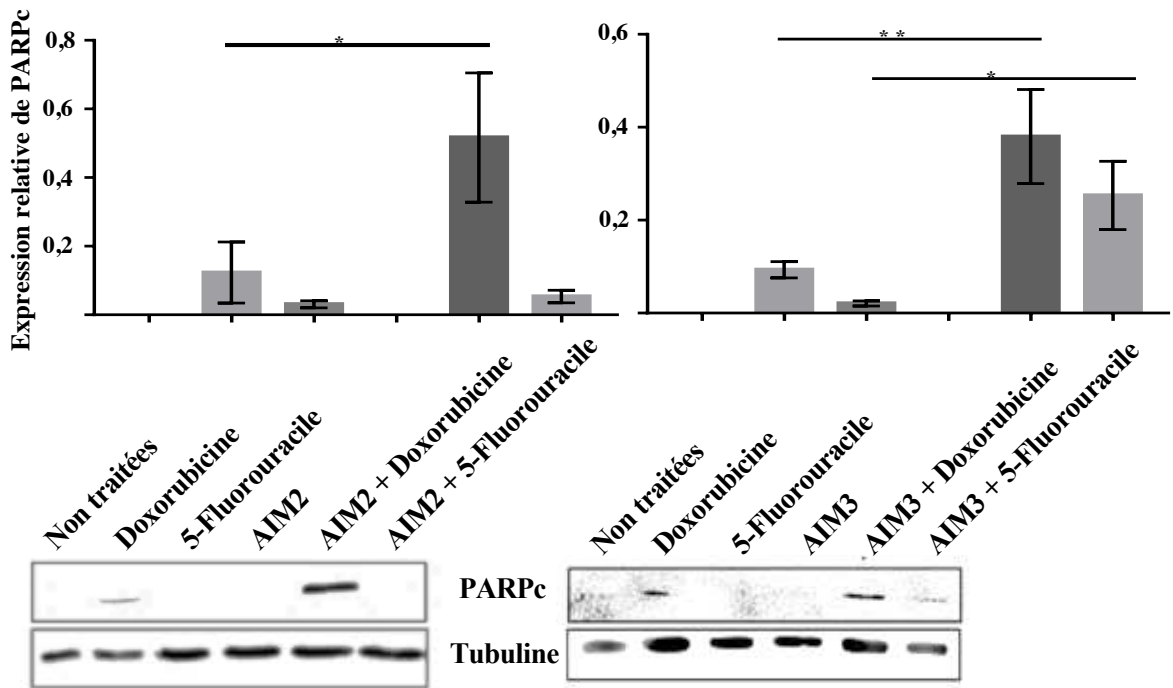 Expression relative de PARPc
0,8
0,6
0,4
0,2
*
Non traitées
Doxorubicine
5-Fluorouracile
AIM2
AIM2 + Doxorubicine
AIM2 + 5-Fluorouracile
0,6
0,4
0,2
* *
*
Non traitées
Doxorubicine
5-Fluorouracile
AIM3
AIM3 + Doxorubicine
AIM3 + 5-Fluorouracile
PARPc
Tubuline